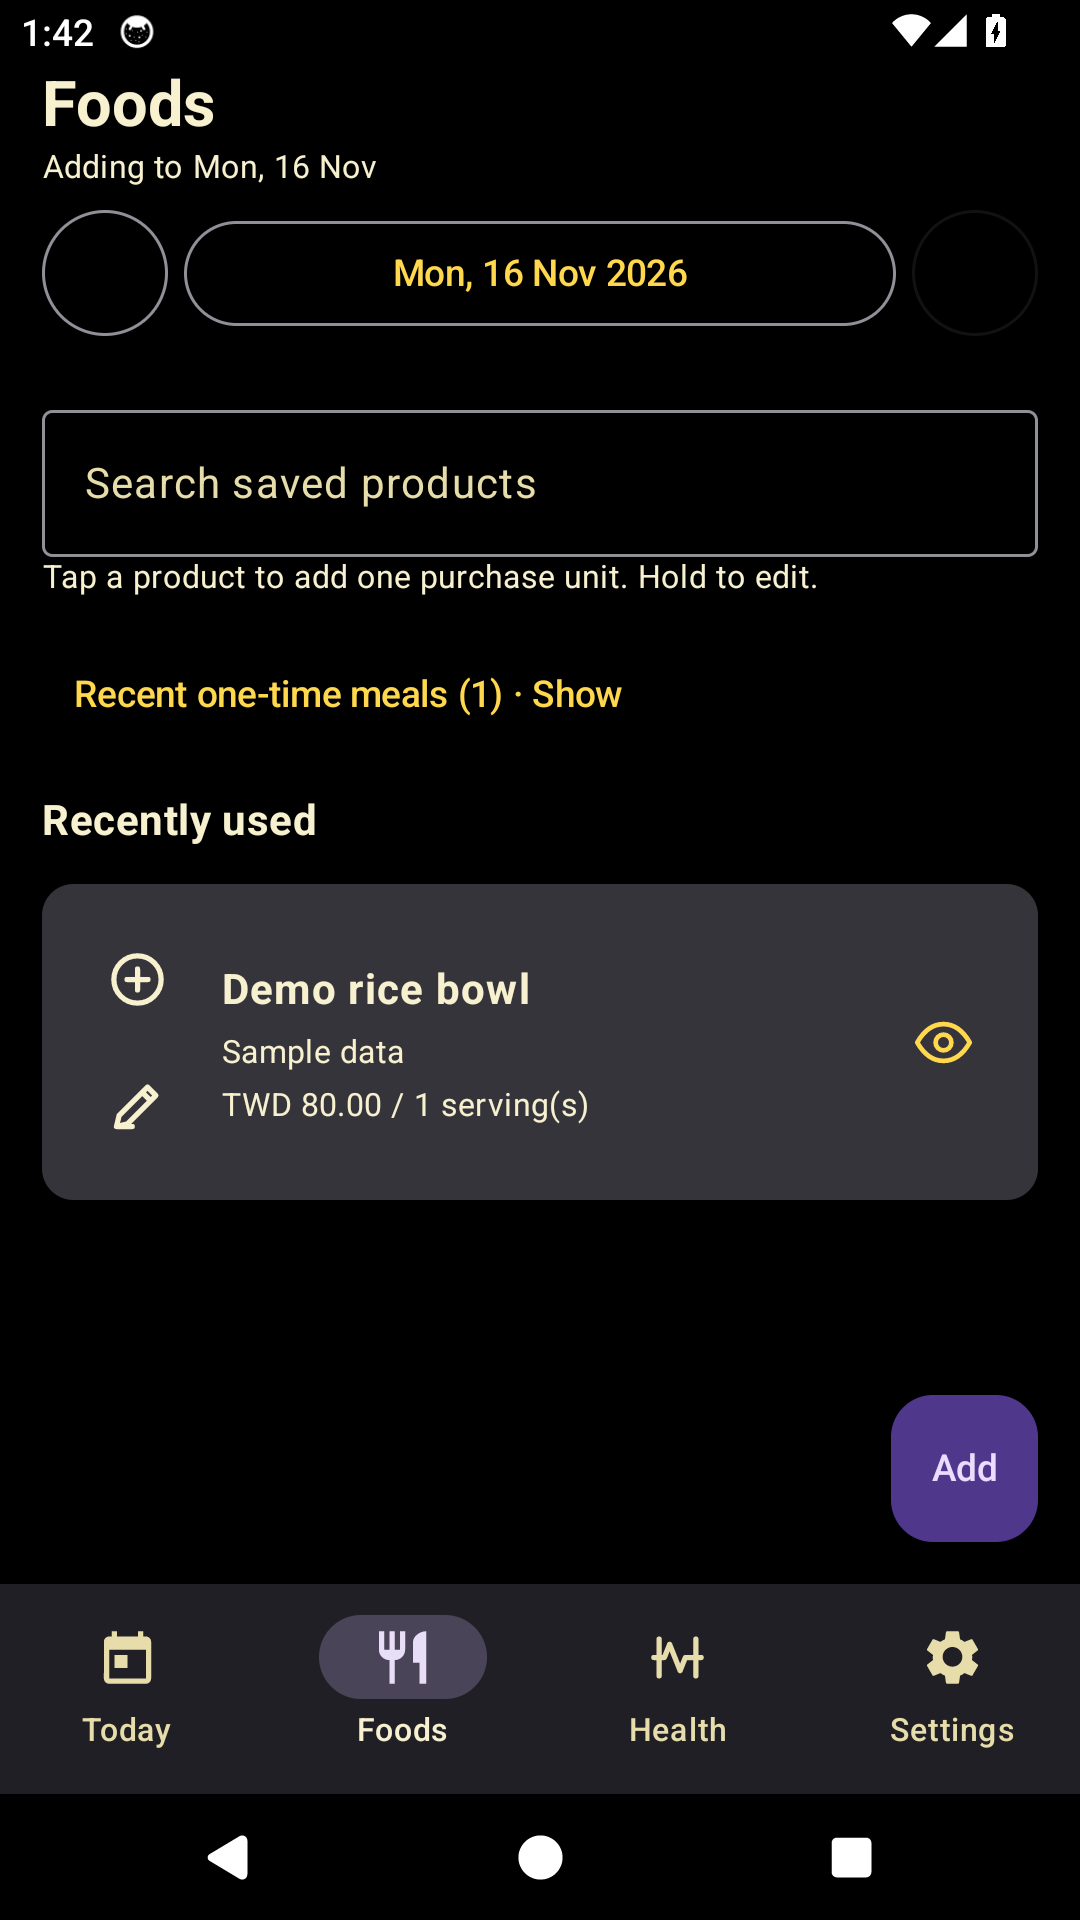 1:42
Foods
Adding to Mon, 16 Nov
Mon, 16 Nov 2026
Search saved products
Tap a product to add one purchase unit. Hold to edit.
Recent one-time meals (1) · Show
Recently used
Demo rice bowl
Sample data
TWD 80.00 / 1 serving(s)
Add
Today
Foods
Health
Settings